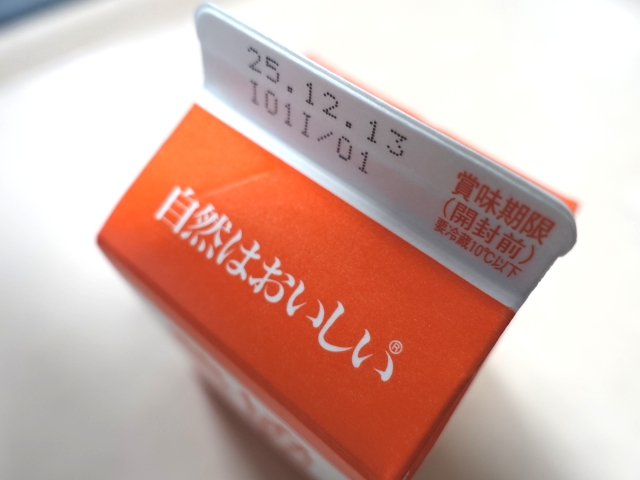 25.12.13
I01I/01
賞味期限
(開封前)
要冷蔵10℃以下
自然はおいしい®